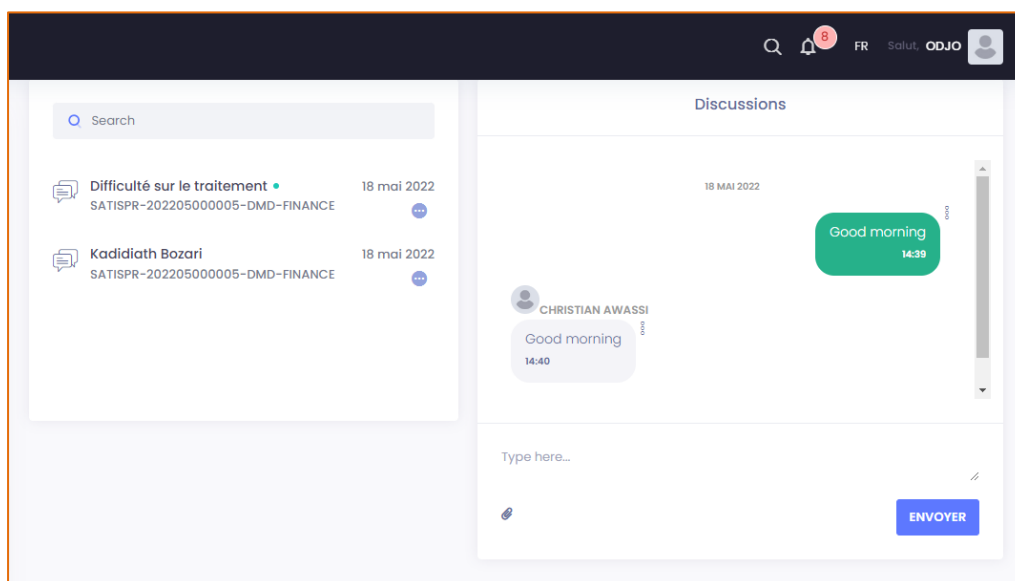 8
FR
Salut, ODJO
Search
Difficulté sur le traitement
18 mai 2022
SATISPR-202205000005-DMD-FINANCE
Kadidiath Bozari
18 mai 2022
SATISPR-202205000005-DMD-FINANCE
Discussions
18 MAI 2022
Good morning
14:39
CHRISTIAN AWASSI
Good morning
14:40
Type here...
ENVOYER